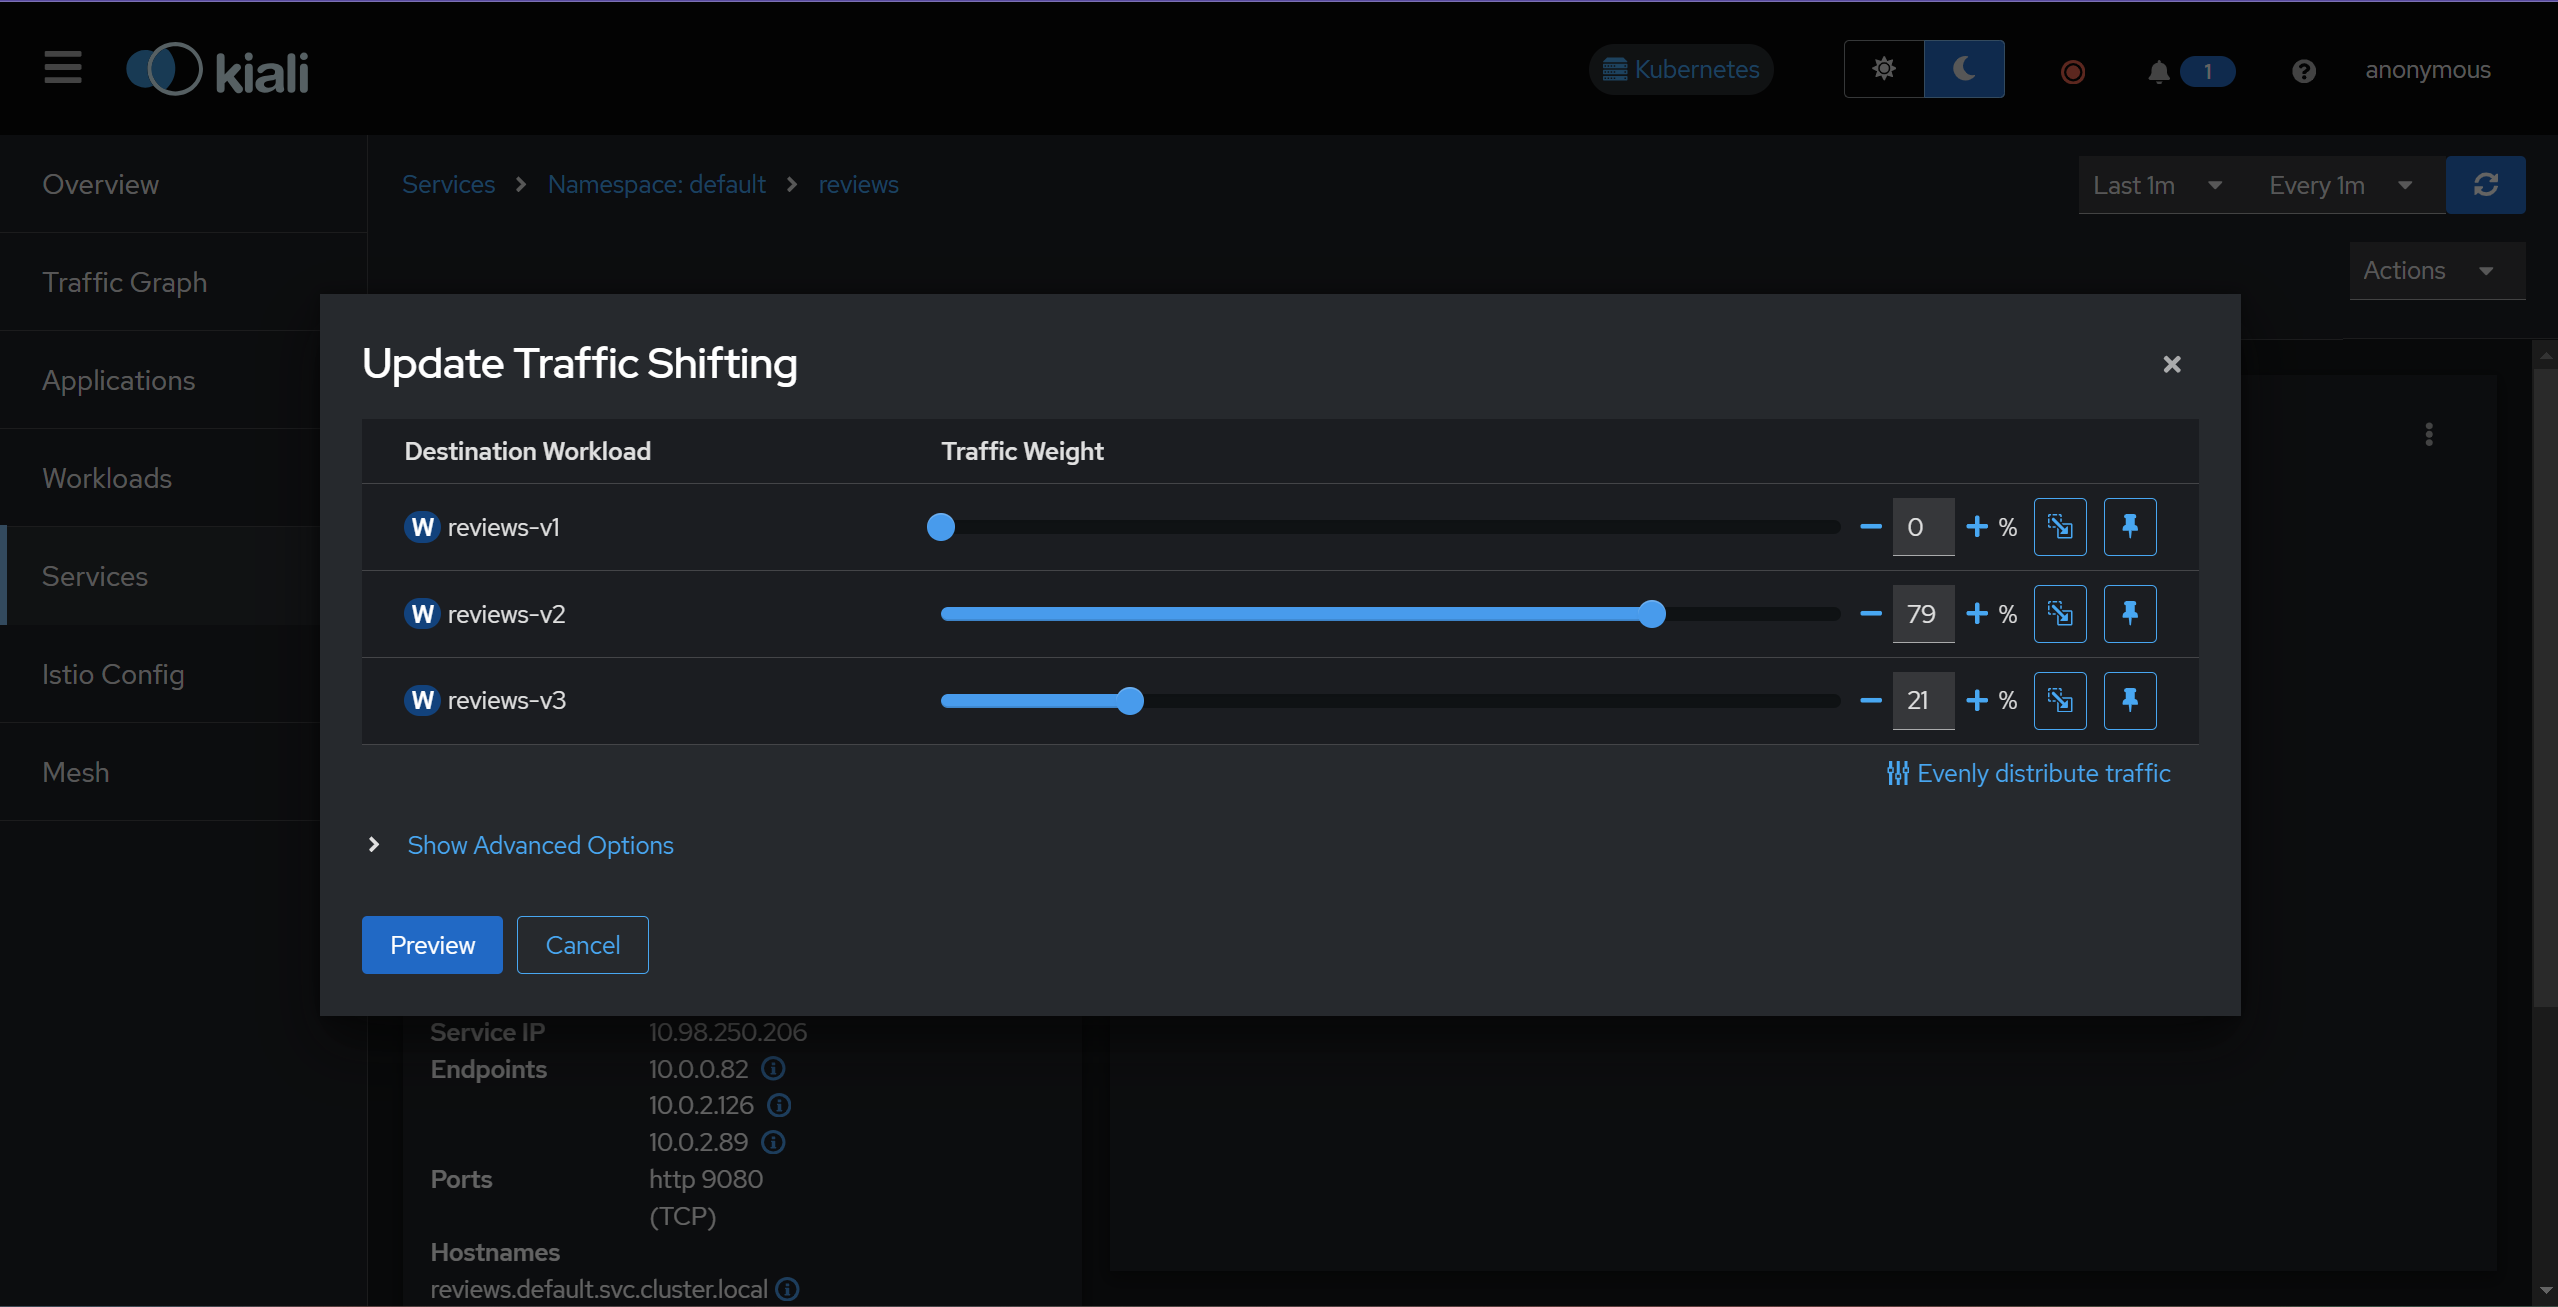 kiali
Kubernetes
1
anonymous
Overview
Traffic Graph
Applications
Workloads
Services
Istio Config
Mesh
Services > Namespace: default > reviews
Last 1m
Every 1m
Actions
Update Traffic Shifting
Destination Workload Traffic Weight
W reviews-v1 0 %
W reviews-v2 79 %
W reviews-v3 21 %
Evenly distribute traffic
Show Advanced Options
Preview Cancel
Service IP 10.98.250.206
Endpoints 10.0.0.82
10.0.2.126
10.0.2.89
Ports http 9080
(TCP)
Hostnames
reviews.default.svc.cluster.local